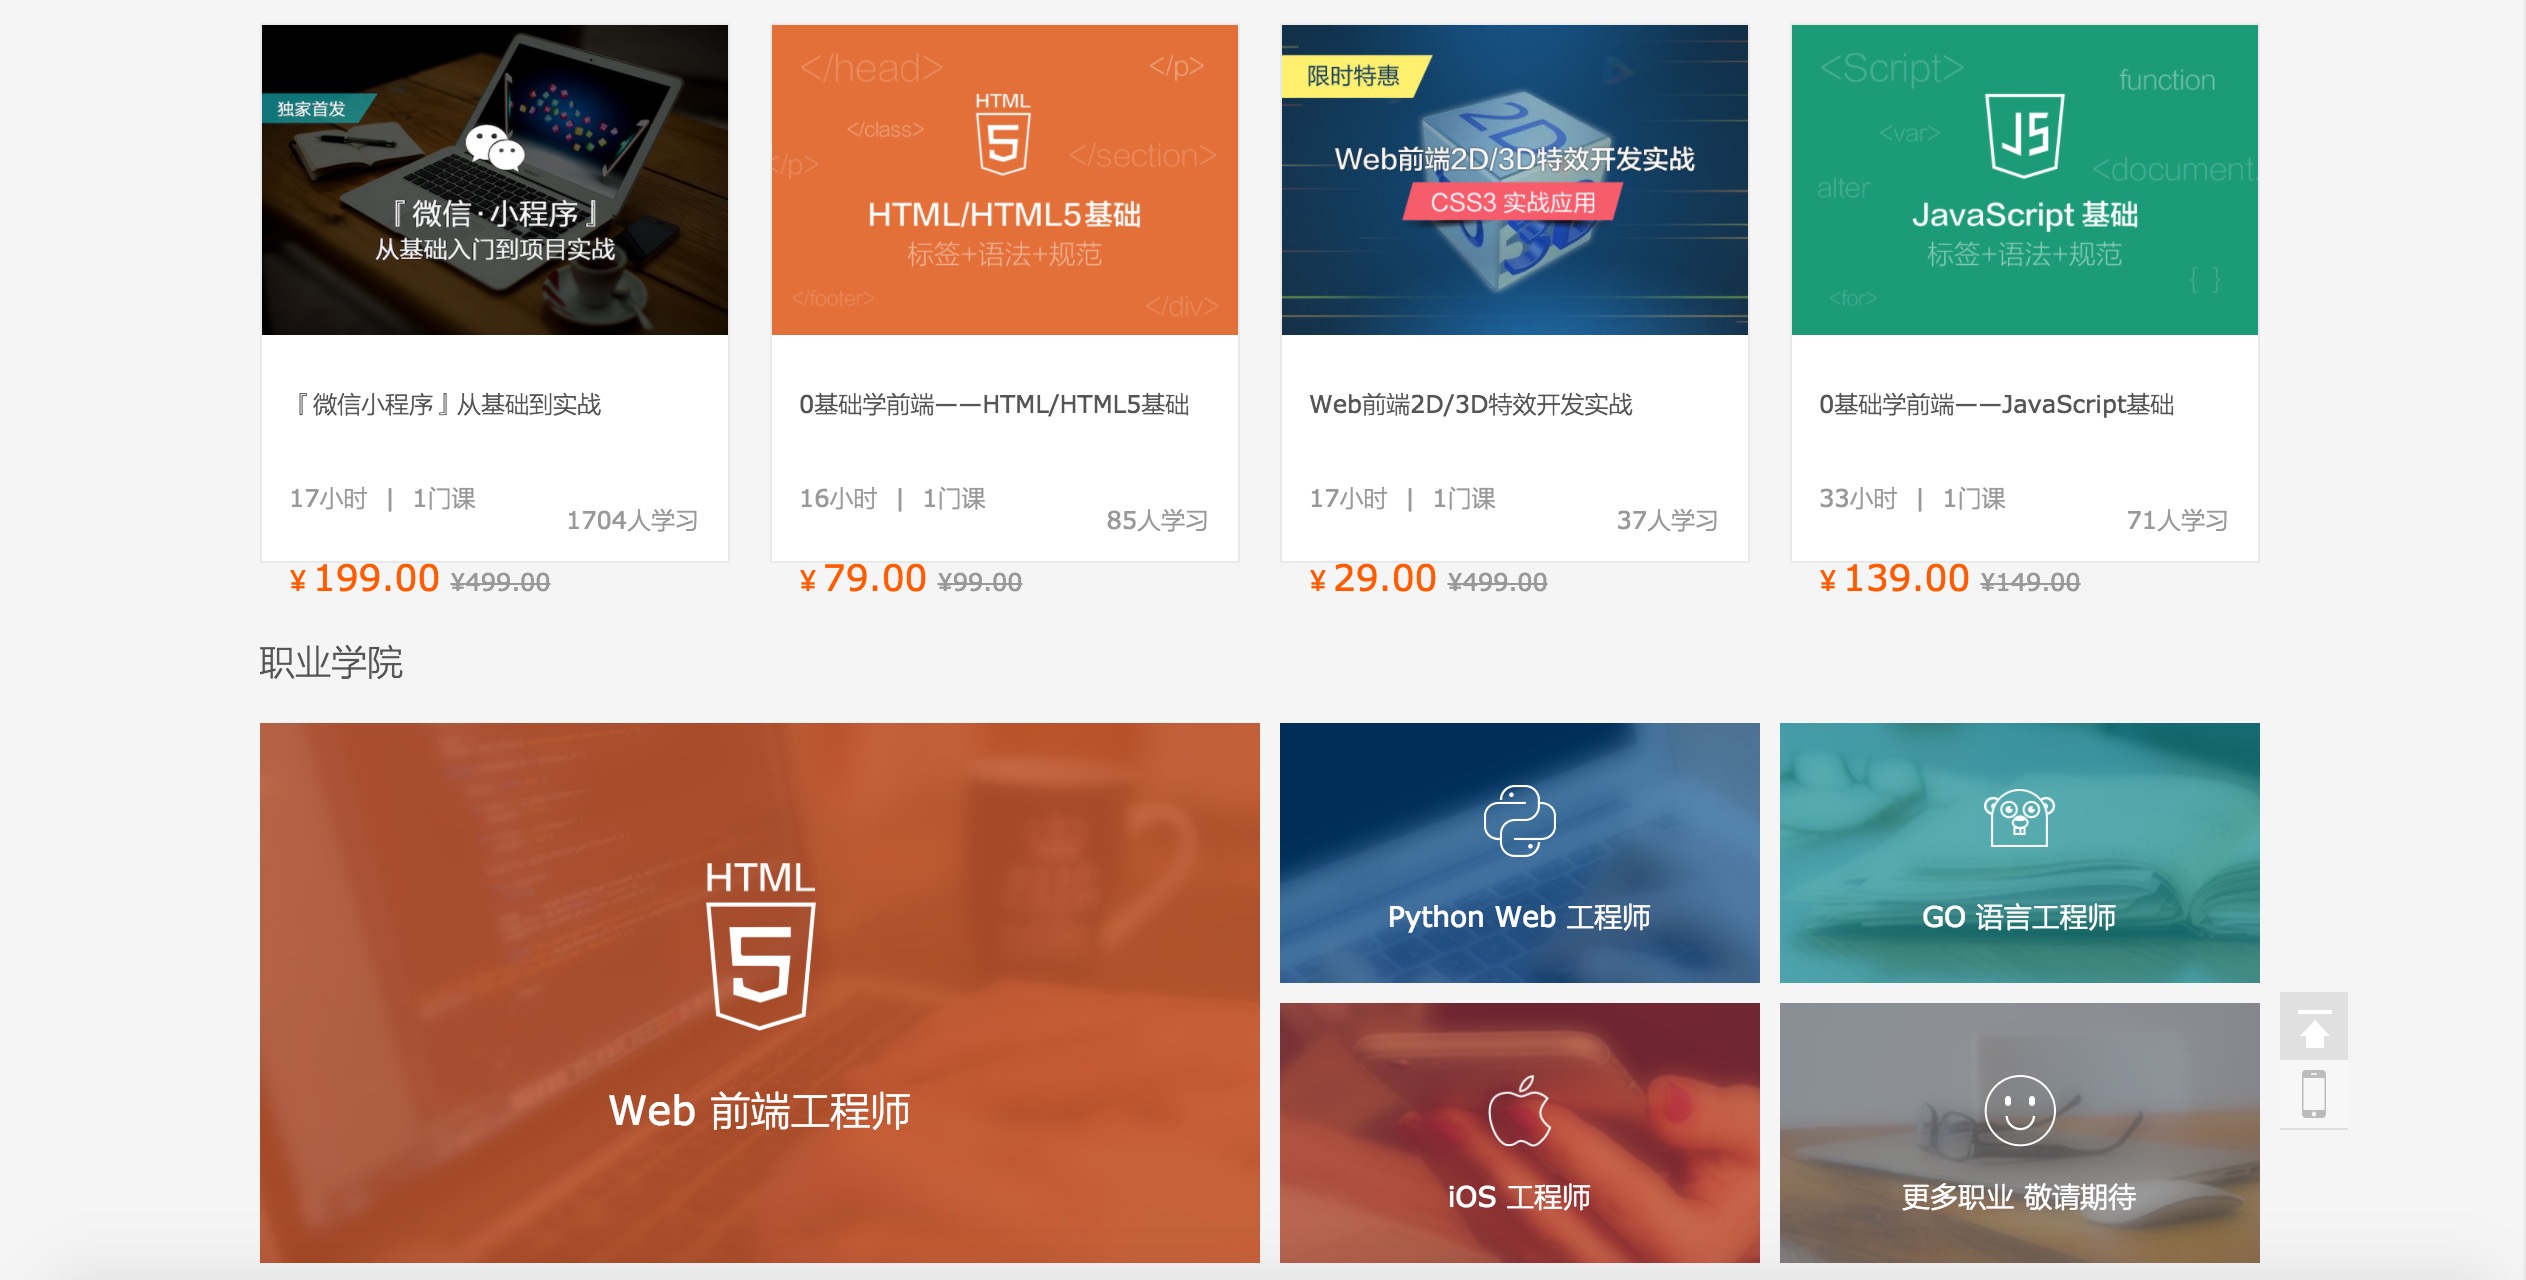 独家首发
『微信·小程序』
从基础入门到项目实战
</head>
</p>
</class>
</p>
</section>
HTML
5
HTML/HTML5基础
标签+语法+规范
</footer>
</div>
限时特惠
2D
Web前端2D/3D特效开发实战
CSS3 实战应用
3D
<Script>
function
<var>
JS
<document.
alter
JavaScript 基础
标签+语法+规范
{ }
<for>
『微信小程序』从基础到实战
17小时 | 1门课
1704人学习
¥ 199.00 ¥499.00
0基础学前端——HTML/HTML5基础
16小时 | 1门课
85人学习
¥ 79.00 ¥99.00
Web前端2D/3D特效开发实战
17小时 | 1门课
37人学习
¥ 29.00 ¥499.00
0基础学前端——JavaScript基础
33小时 | 1门课
71人学习
¥ 139.00 ¥149.00
职业学院
HTML
5
Web 前端工程师
Python Web 工程师
GO 语言工程师
iOS 工程师
更多职业 敬请期待